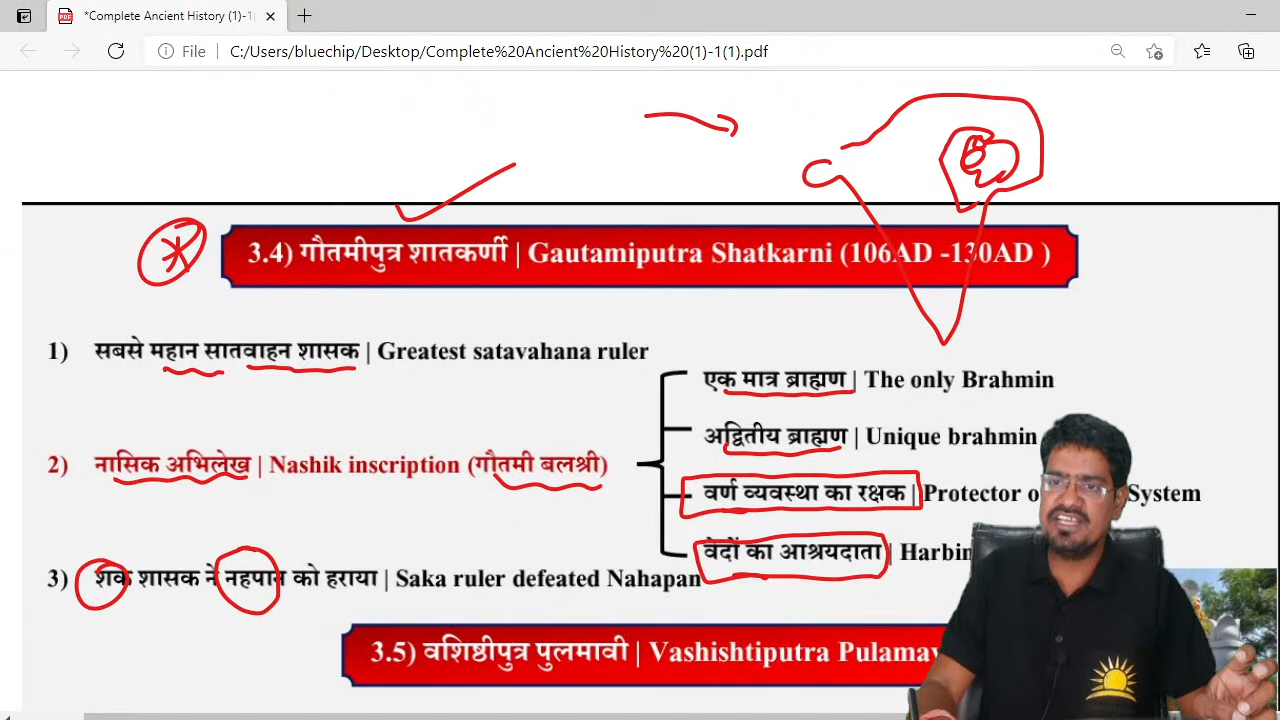 *Complete Ancient History (1)-1(
File C:/Users/bluechip/Desktop/Complete%20Ancient%20History%20(1)-1(1).pdf
3.4) गौतमीपुत्र शातकर्णी | Gautamiputra Shatkarni (106AD -130AD )
1) सबसे महान सातवाहन शासक | Greatest satavahana ruler
एक मात्र ब्राह्मण | The only Brahmin
अद्वितीय ब्राह्मण | Unique brahmin
2) नासिक अभिलेख | Nashik inscription (गौतमी बलश्री)
वर्ण व्यवस्था का रक्षक | Protector System
वेदों का आश्रयदाता |
3) शक शासक ने नहपान को हराया | Saka ruler defeated Nahapan
3.5) वशिष्ठीपुत्र पुलमावी | Vashishtiputra